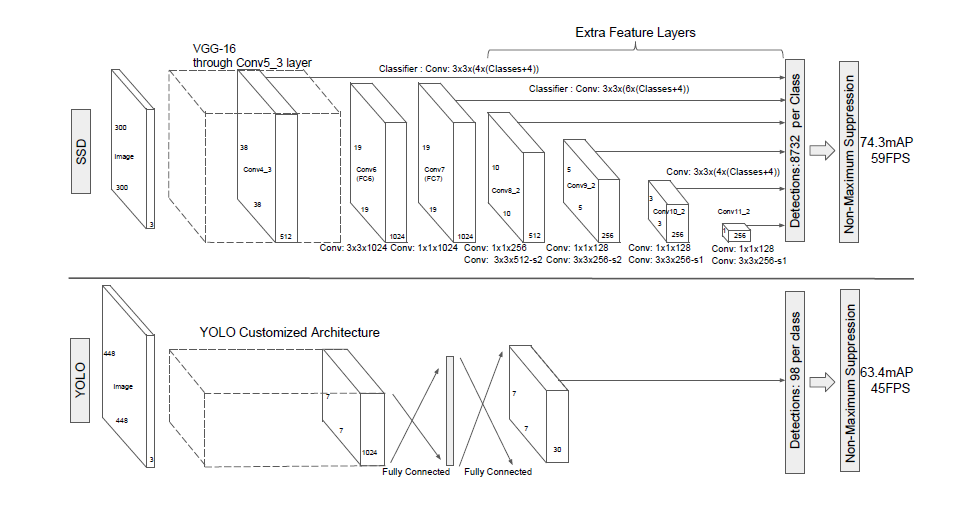 Extra Feature Layers
VGG-16
through Conv5_3 layer
Classifier : Conv: 3x3x(4x(Classes+4))
Classifier : Conv: 3x3x(6x(Classes+4))
SSD
300
Image
300
3
38
Conv4_3
38
512
19
Conv6
(FC6)
19
1024
19
Conv7
(FC7)
19
1024
10
Conv8_2
10
512
5
Conv9_2
5
256
Conv: 3x3x(4x(Classes+4))
3
Conv10_2
3
256
Conv11_2
1
256
Conv: 3x3x1024
Conv: 1x1x1024
Conv: 1x1x256
Conv: 3x3x512-s2
Conv: 1x1x128
Conv: 3x3x256-s2
Conv: 1x1x128
Conv: 3x3x256-s1
Conv: 1x1x128
Conv: 3x3x256-s1
Detections:8732 per Class
Non-Maximum Suppression
74.3mAP
59FPS
YOLO Customized Architecture
YOLO
448
Image
448
3
7
7
1024
Fully Connected
Fully Connected
7
7
30
Detections: 98 per class
Non-Maximum Suppression
63.4mAP
45FPS